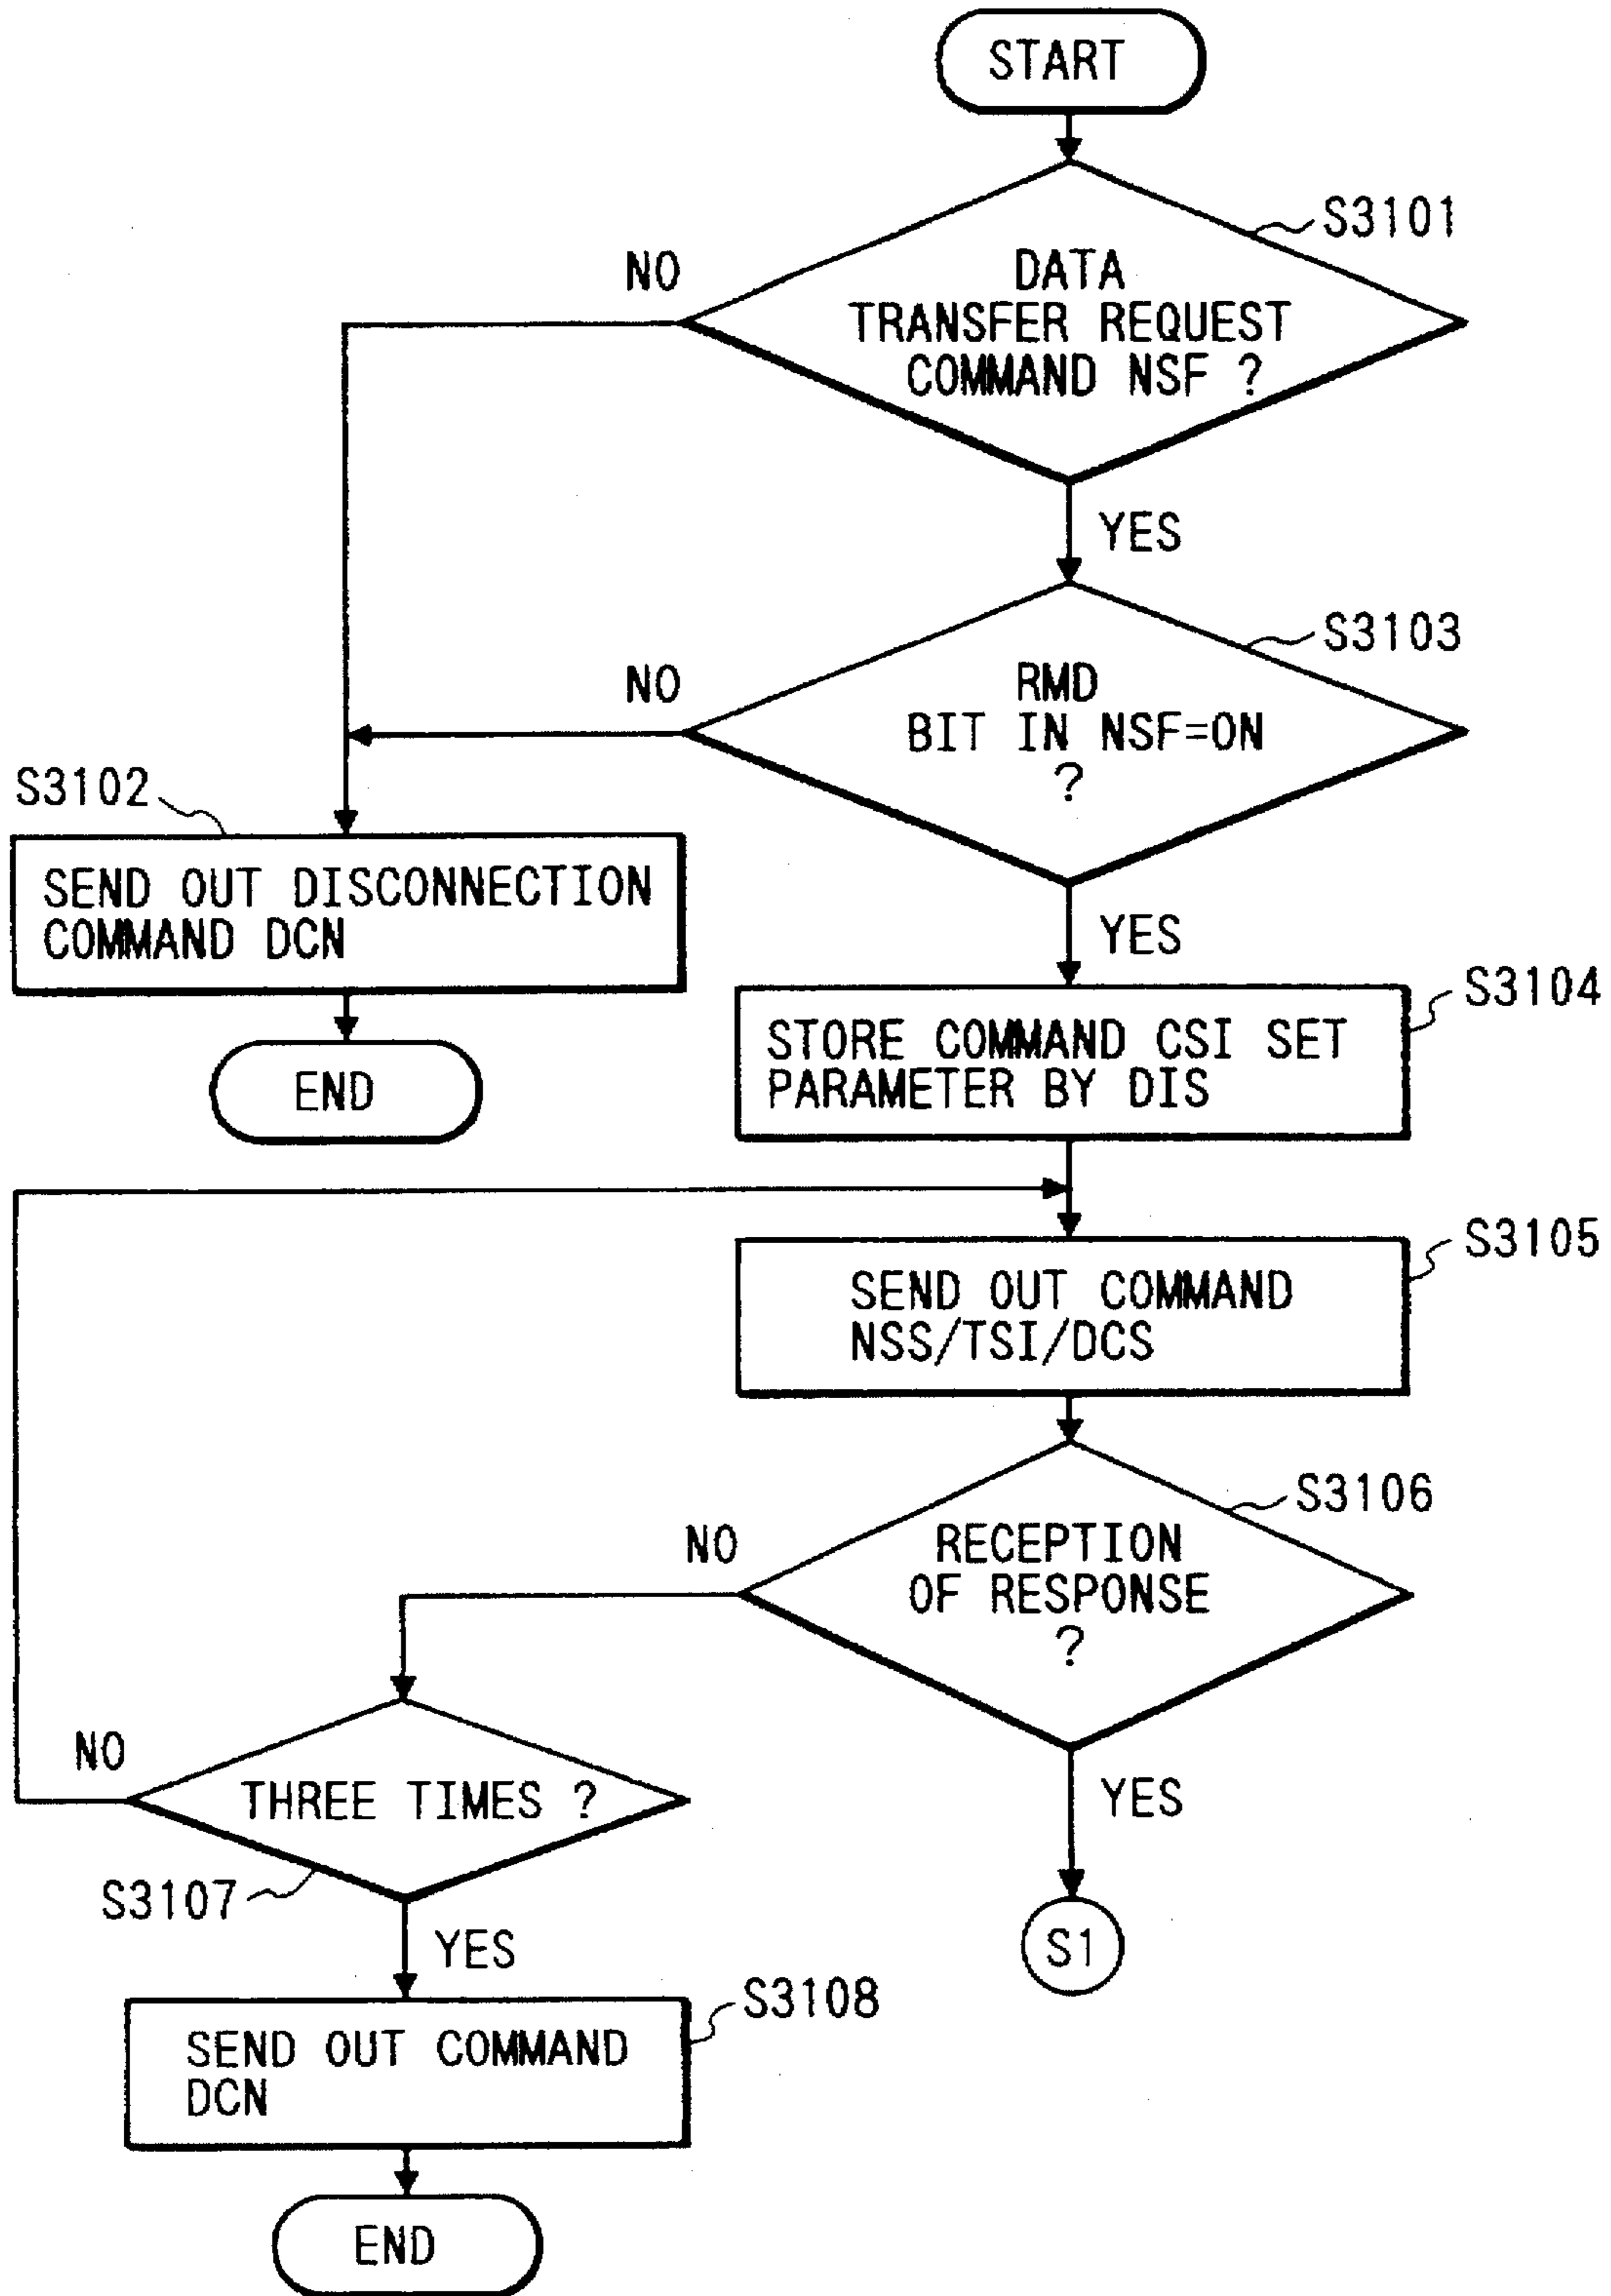 START
S3101
NO
DATA
TRANSFER REQUEST
COMMAND NSF ?
YES
S3103
NO
RMD
BIT IN NSF=ON
?
S3102
SEND OUT DISCONNECTION
COMMAND DCN
YES
S3104
STORE COMMAND CSI SET
PARAMETER BY DIS
END
S3105
SEND OUT COMMAND
NSS/TSI/DCS
S3106
NO
RECEPTION
OF RESPONSE
?
NO
THREE TIMES ?
YES
S3107
S1
YES
S3108
SEND OUT COMMAND
DCN
END